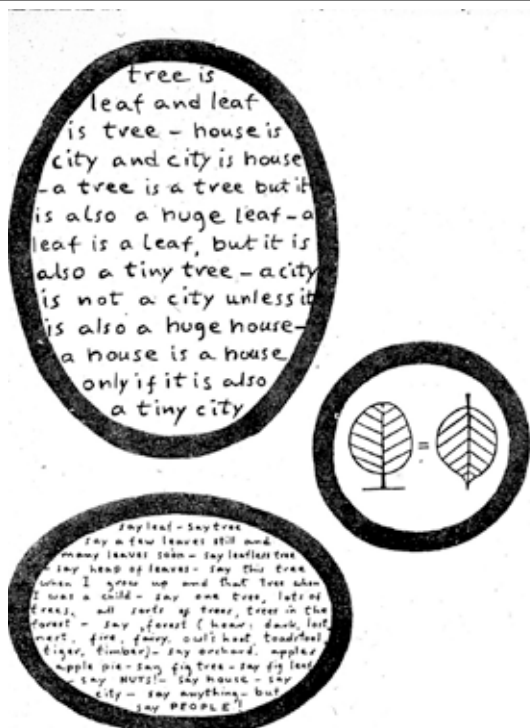 tree is
leaf and leaf
is tree - house is
city and city is house
- a tree is a tree but it
is also a huge leaf - a
leaf is a leaf, but it is
also a tiny tree - a city
is not a city unless it
is also a huge house -
a house is a house
only if it is also
a tiny city
=
say leaf - say tree
say a few leaves still and
many leaves soon - say leafless tree
- say heap of leaves - say this tree
when I grow up and that tree when
I was a child - say one tree, lots of
trees, all sorts of trees, trees in the
forest - say forest (hear: dark, lost,
nest, fire, fairy, owl's hoot, toadstool,
tiger, timber) - say orchard, apples
apple pie - say fig tree - say fig leaf
- say NUTS! - say house - say
city - say anything - but
say PEOPLE!